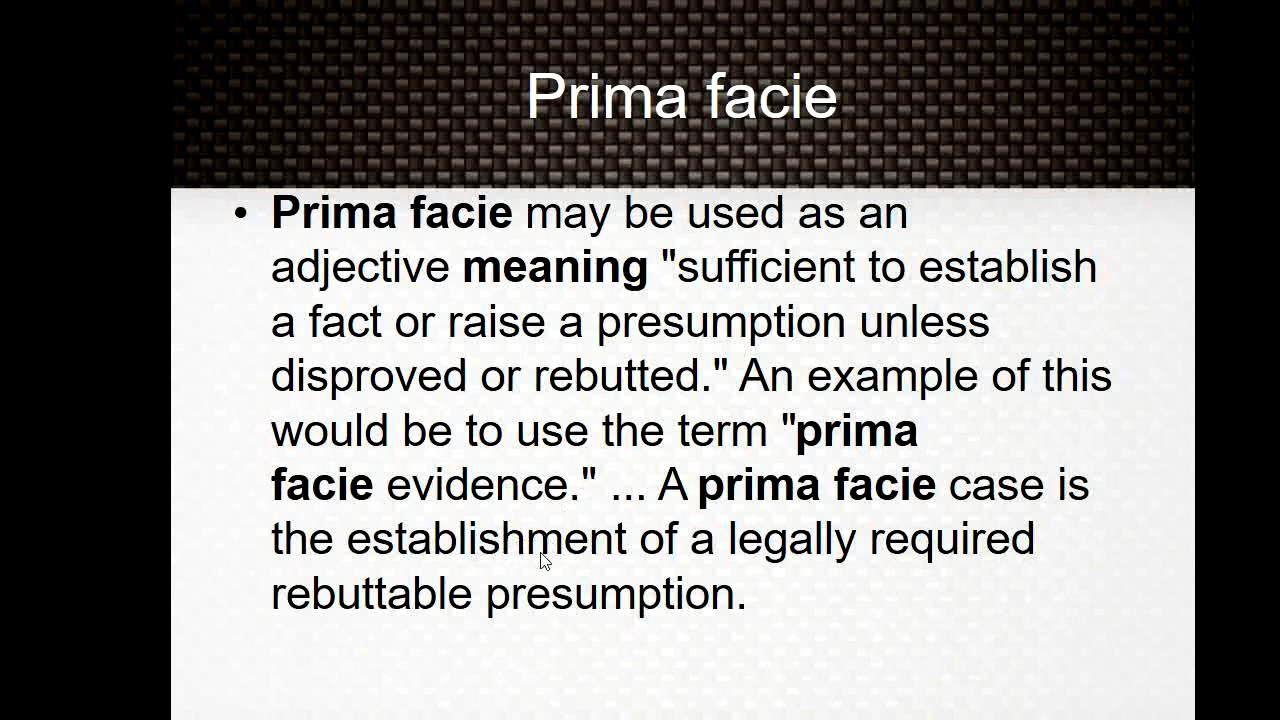 Prima facie
• Prima facie may be used as an
adjective meaning "sufficient to establish
a fact or raise a presumption unless
disproved or rebutted." An example of this
would be to use the term "prima
facie evidence." ... A prima facie case is
the establishment of a legally required
rebuttable presumption.